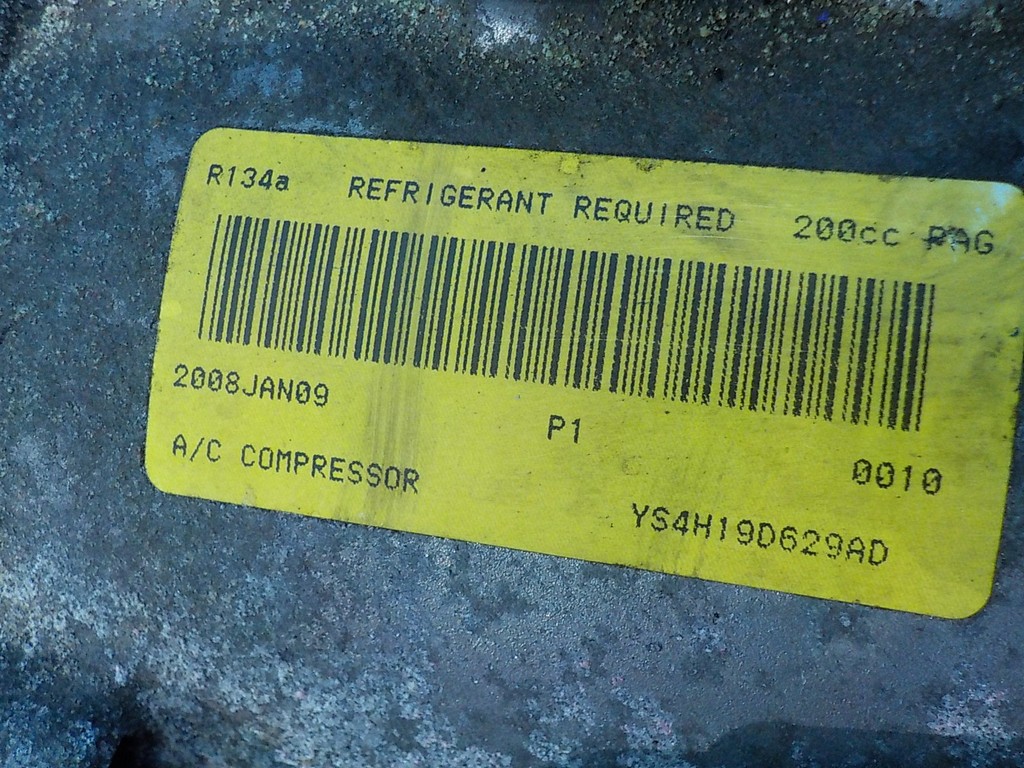 R134a REFRIGERANT REQUIRED 200cc PAG
2008JAN09 P1 0010
A/C COMPRESSOR YS4H19D629AD